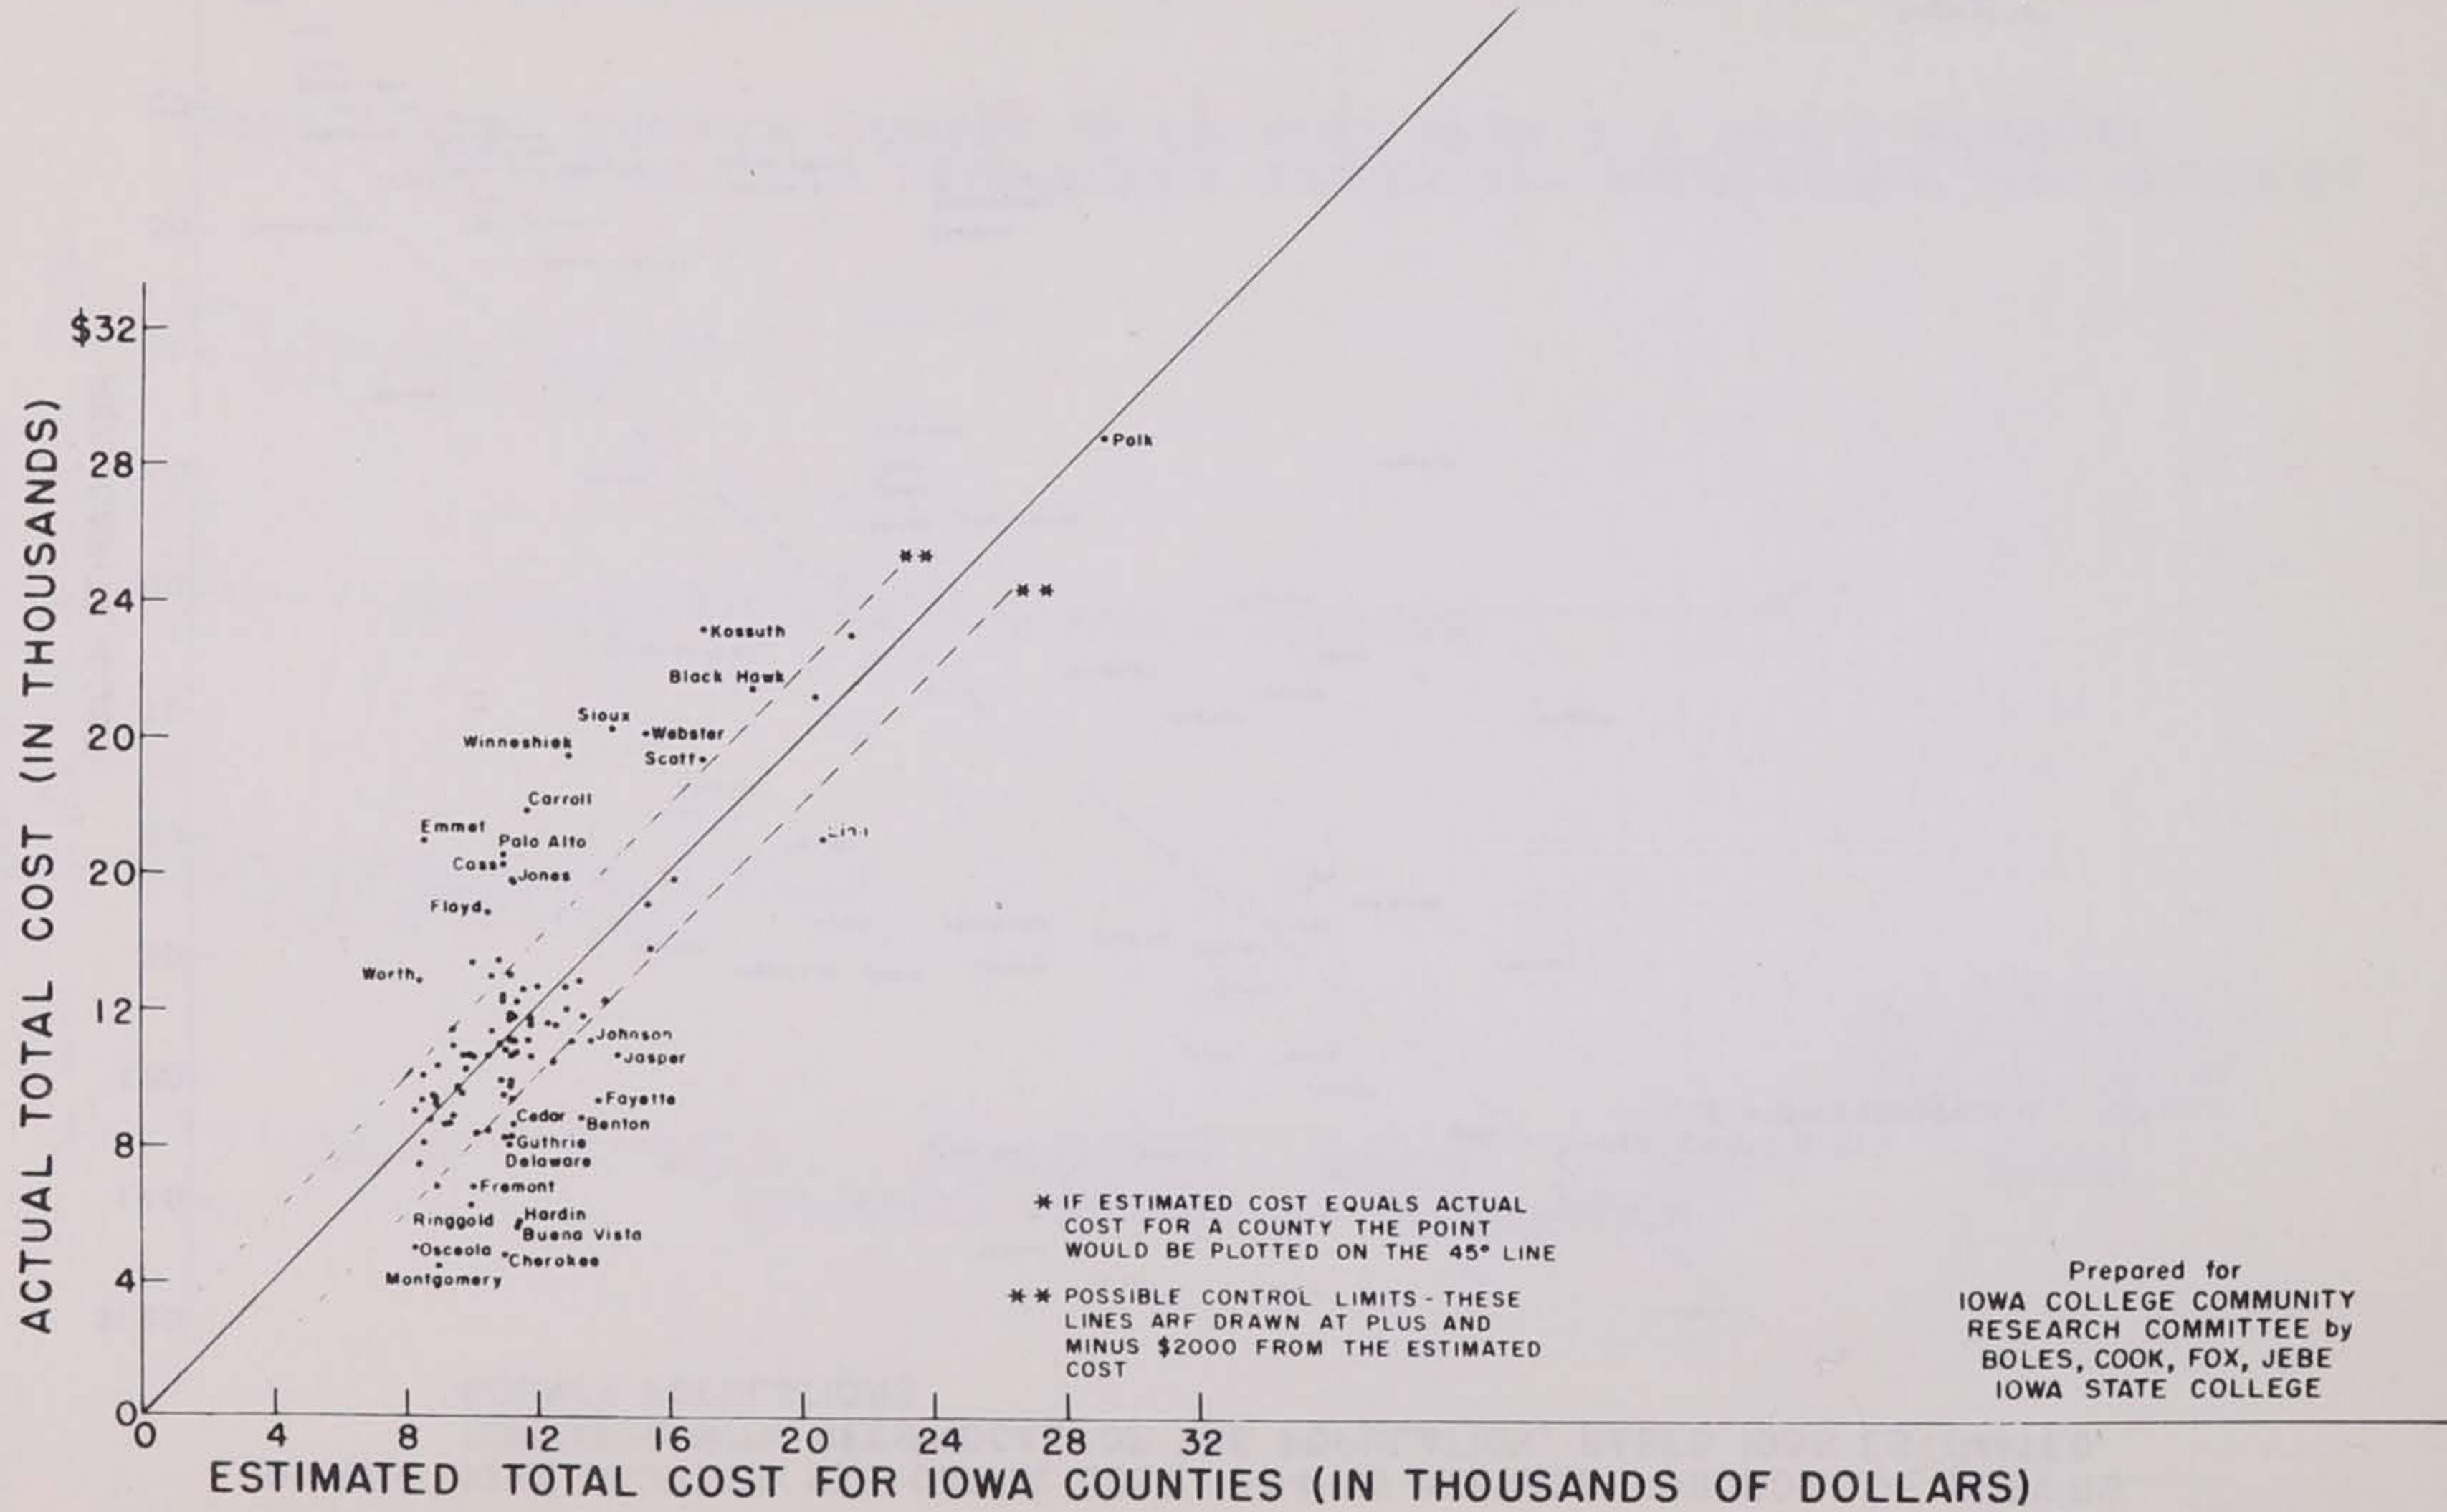 $32
28
24
20
20
12
8
4
0
ACTUAL TOTAL COST (IN THOUSANDS)
Polk
**
**
Kossuth
Black Hawk
Sioux
Webster
Winneshiek
Scott
Carroll
Emmet
Palo Alto
Linn
Cass
Jones
Floyd
Worth
Johnson
Jasper
Fayette
Cedar
Benton
Guthrie
Delaware
Fremont
Ringgold
Hardin
Buena Vista
Osceola
Cherokee
Montgomery
* IF ESTIMATED COST EQUALS ACTUAL
COST FOR A COUNTY THE POINT
WOULD BE PLOTTED ON THE 45° LINE
** POSSIBLE CONTROL LIMITS - THESE
LINES ARE DRAWN AT PLUS AND
MINUS $2000 FROM THE ESTIMATED
COST
Prepared for
IOWA COLLEGE COMMUNITY
RESEARCH COMMITTEE by
BOLES, COOK, FOX, JEBE
IOWA STATE COLLEGE
0 4 8 12 16 20 24 28 32
ESTIMATED TOTAL COST FOR IOWA COUNTIES (IN THOUSANDS OF DOLLARS)